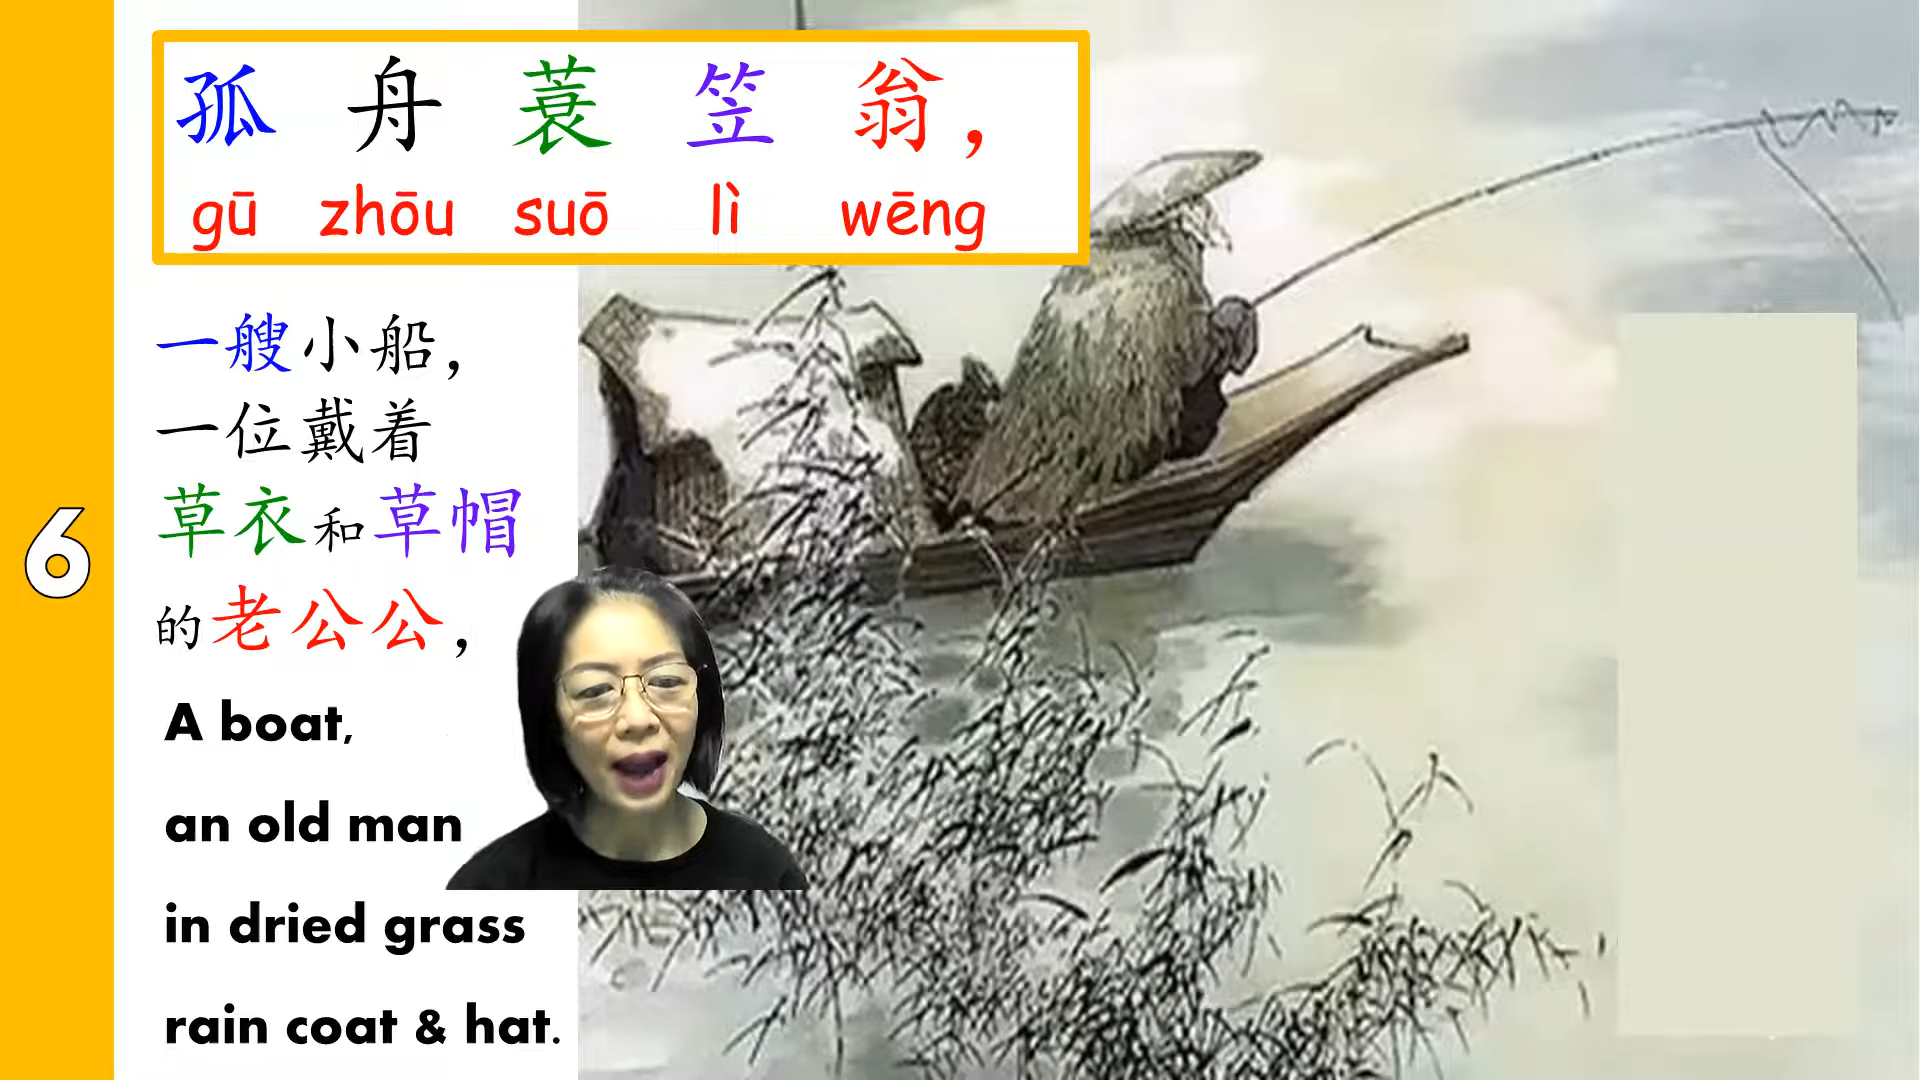 孤舟蓑笠翁，
gū zhōu suō lì wēng
一艘小船，
一位戴着
草衣和草帽
的老公公，
6
A boat,
an old man
in dried grass
rain coat & hat.